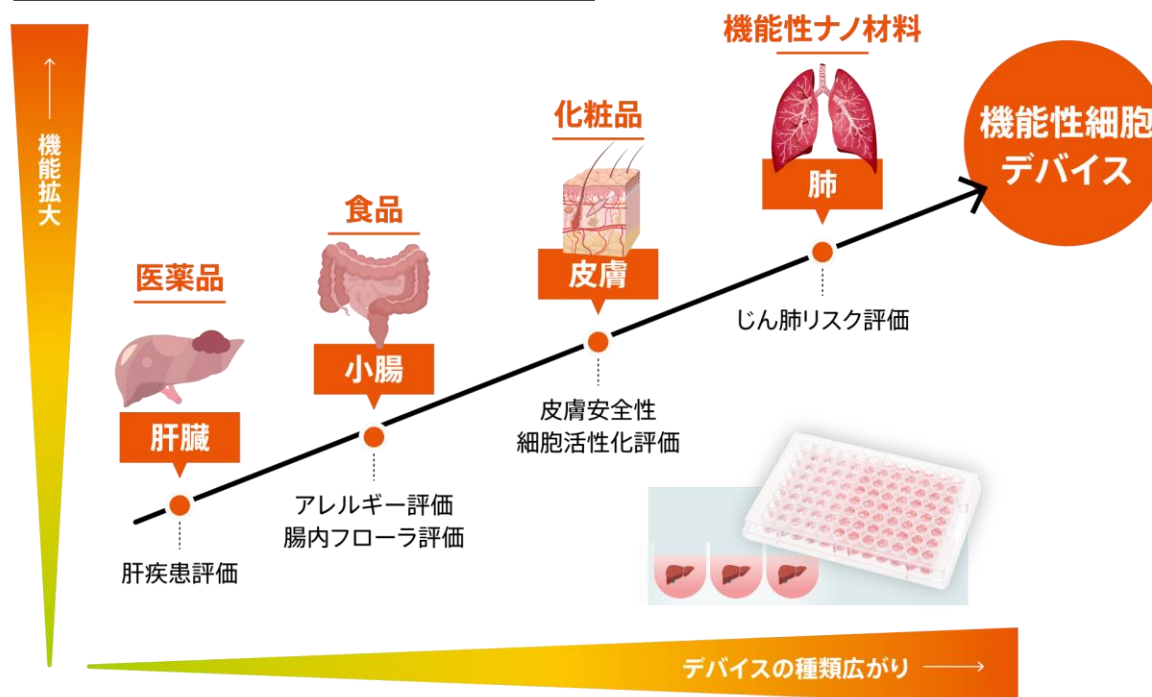 機能性ナノ材料
機能性細胞
デバイス
化粧品
肺
機能拡大
食品
皮膚
医薬品
じん肺リスク評価
小腸
皮膚安全性
細胞活性化評価
肝臓
アレルギー評価
腸内フローラ評価
肝疾患評価
デバイスの種類広がり